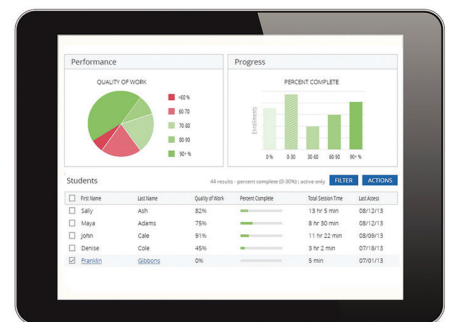 Performance
Progress
QUALITY OF WORK
PERCENT COMPLETE
<60 %
60-70
70-80
80-90
90+ %
Enrollments
0 % 0-30 30-60 60-90 90+ %
Students
44 results - percent complete (0-30%) ; active only FILTER ACTIONS
First Name Last Name Quality of Work Percent Complete Total Session Time Last Access
Sally Ash 82% 13 hr 5 min 08/12/13
Maya Adams 75% 8 hr 30 min 08/12/13
John Cale 91% 11 hr 22 min 08/09/13
Denise Cole 45% 3 hr 2 min 07/18/13
Franklin Gibbons 0% 5 min 07/01/13